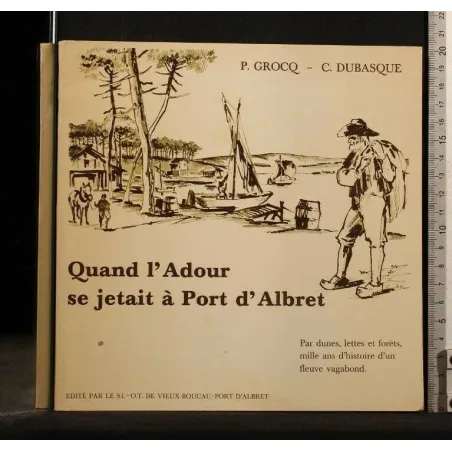 P. GROCQ - C. DUBASQUE
Quand l'Adour
se jetait à Port d'Albret
Par dunes, lettes et forêts,
mille ans d'histoire d'un
fleuve vagabond.
EDITÉ PAR LE S.I. - O.T. DE VIEUX-BOUCAU - PORT D'ALBRET